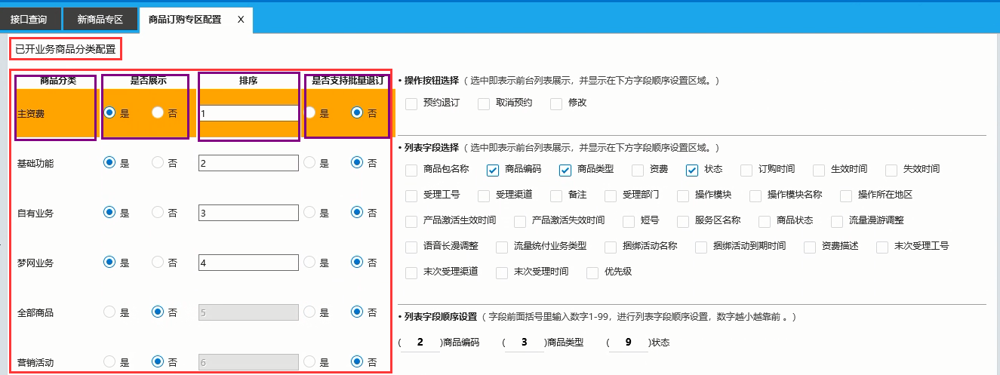 接口查询 新商品专区 商品订购专区配置 X
已开业务商品分类配置
商品分类 是否展示 排序 是否支持批量退订
主资费 是 否 1 是 否
基础功能 是 否 2 是 否
自有业务 是 否 3 是 否
梦网业务 是 否 4 是 否
全部商品 是 否 5 是 否
营销活动 是 否 6 是 否
• 操作按钮选择 ( 选中即表示前台列表展示，并显示在下方字段顺序设置区域。)
预约退订 取消预约 修改
• 列表字段选择 ( 选中即表示前台列表展示，并显示在下方字段顺序设置区域。)
商品包名称 商品编码 商品类型 资费 状态 订购时间 生效时间 失效时间
受理工号 受理渠道 备注 受理部门 操作模块 操作模块名称 操作所在地区
产品激活生效时间 产品激活失效时间 短号 服务区名称 商品状态 流量漫游调整
语音长漫调整 流量统付业务类型 捆绑活动名称 捆绑活动到期时间 资费描述 末次受理工号
末次受理渠道 末次受理时间 优先级
• 列表字段顺序设置 ( 字段前面括号里输入数字1-99，进行列表字段顺序设置，数字越小越靠前 。)
( 2 )商品编码 ( 3 )商品类型 ( 9 )状态